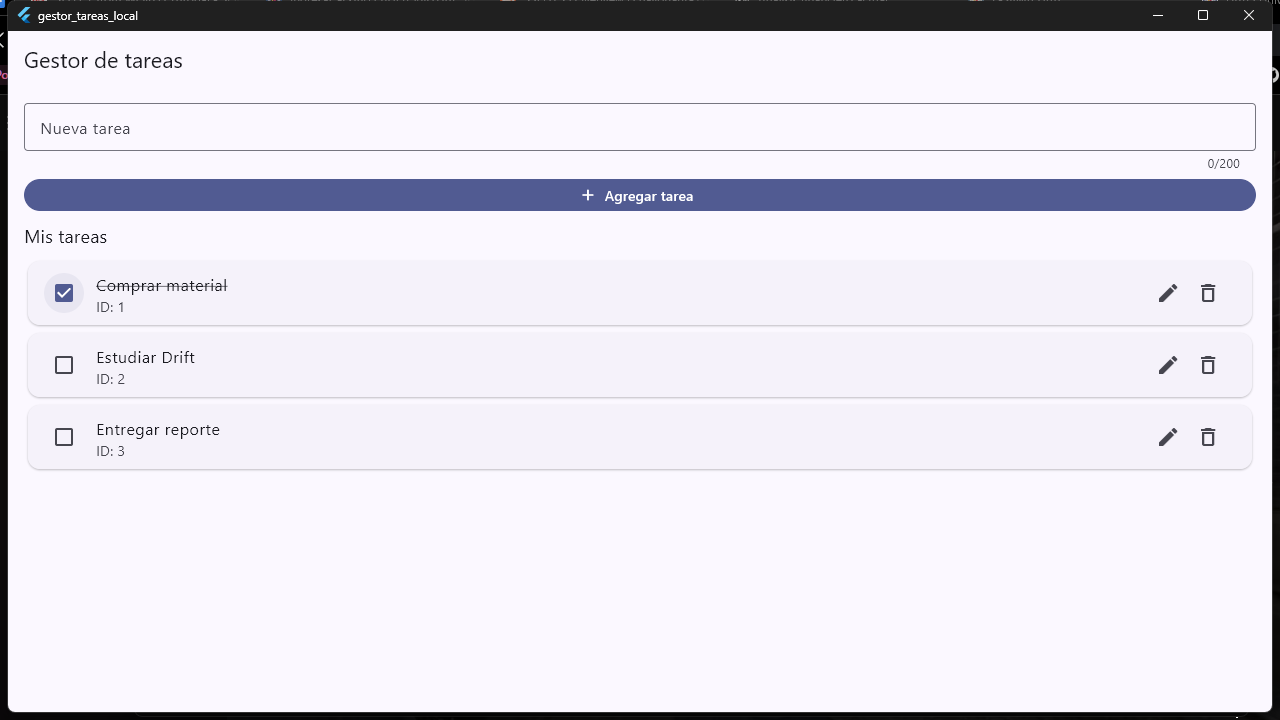 gestor_tareas_local
Gestor de tareas
Nueva tarea
0/200
Agregar tarea
Mis tareas
Comprar material
ID: 1
Estudiar Drift
ID: 2
Entregar reporte
ID: 3